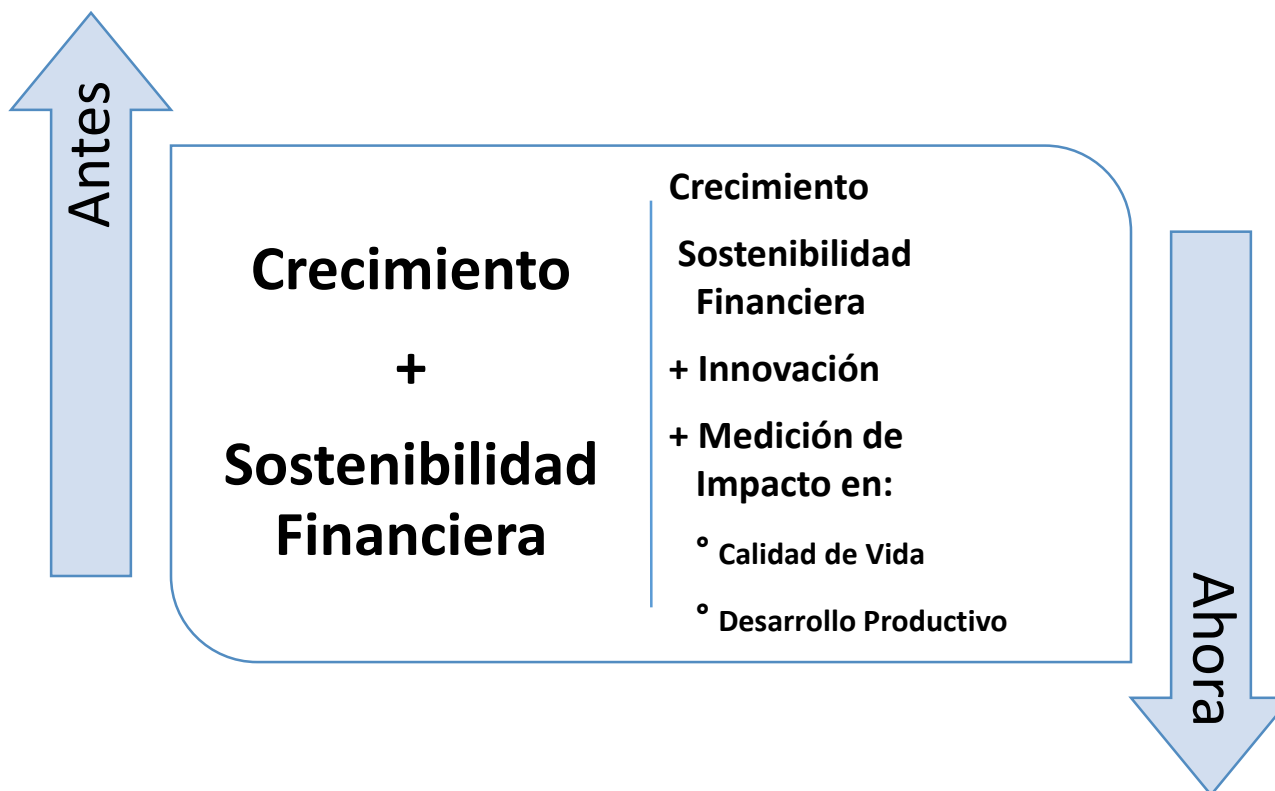 Antes
Crecimiento
+
Sostenibilidad
Financiera
Crecimiento
Sostenibilidad
Financiera
+ Innovación
+ Medición de
Impacto en:
° Calidad de Vida
° Desarrollo Productivo
Ahora